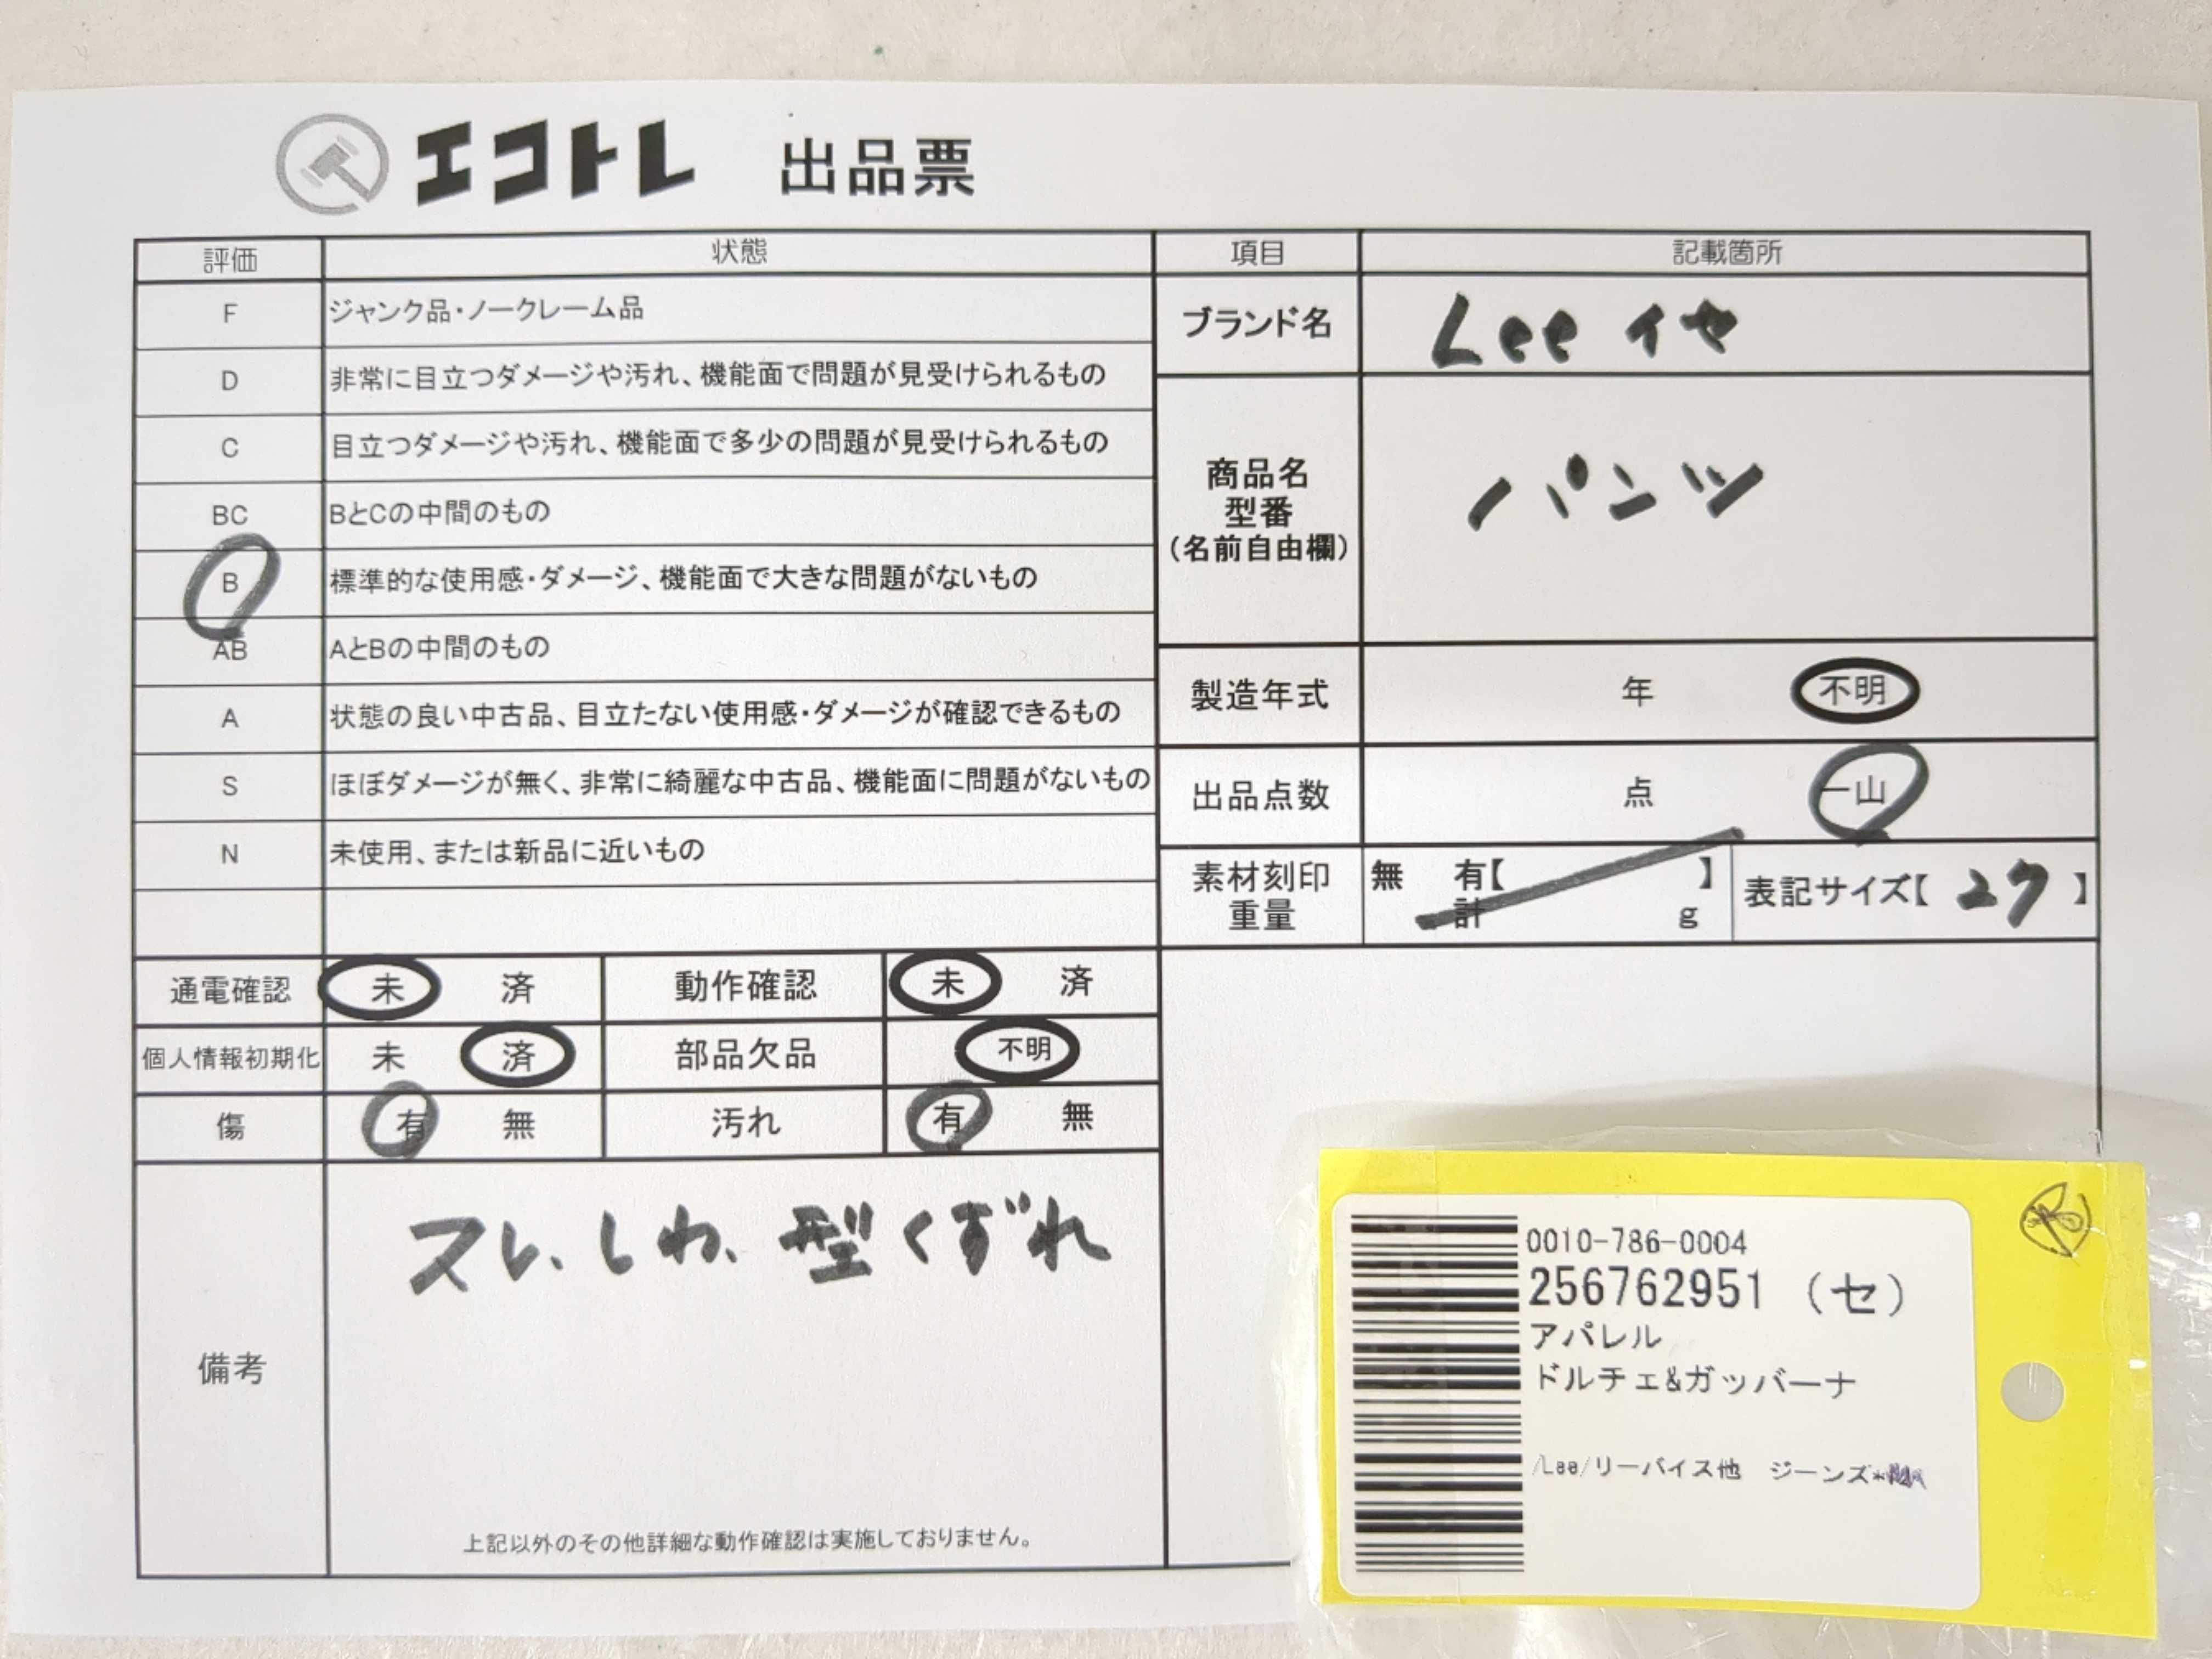 エコトレ 出品票
評価 状態 項目 記載箇所
F ジャンク品・ノークレーム品
D 非常に目立つダメージや汚れ、機能面で問題が見受けられるもの
C 目立つダメージや汚れ、機能面で多少の問題が見受けられるもの
BC BとCの中間のもの
B 標準的な使用感・ダメージ、機能面で大きな問題がないもの
AB AとBの中間のもの
A 状態の良い中古品、目立たない使用感・ダメージが確認できるもの
S ほぼダメージが無く、非常に綺麗な中古品、機能面に問題がないもの
N 未使用、または新品に近いもの
ブランド名 Lee イセ
商品名
型番
(名前自由欄)
パンツ
製造年式 年 不明
出品点数 点 一山
素材刻印 無 有【 】
重量 計 g
表記サイズ【 27 】
通電確認 未 済 動作確認 未 済
個人情報初期化 未 済 部品欠品 不明
傷 有 無 汚れ 有 無
備考
スレ、しわ、型くずれ
上記以外のその他詳細な動作確認は実施しておりません。
0010-786-0004
256762951 (セ)
アパレル
ドルチェ&ガッバーナ
/Lee/リーバイス他 ジーンズ*